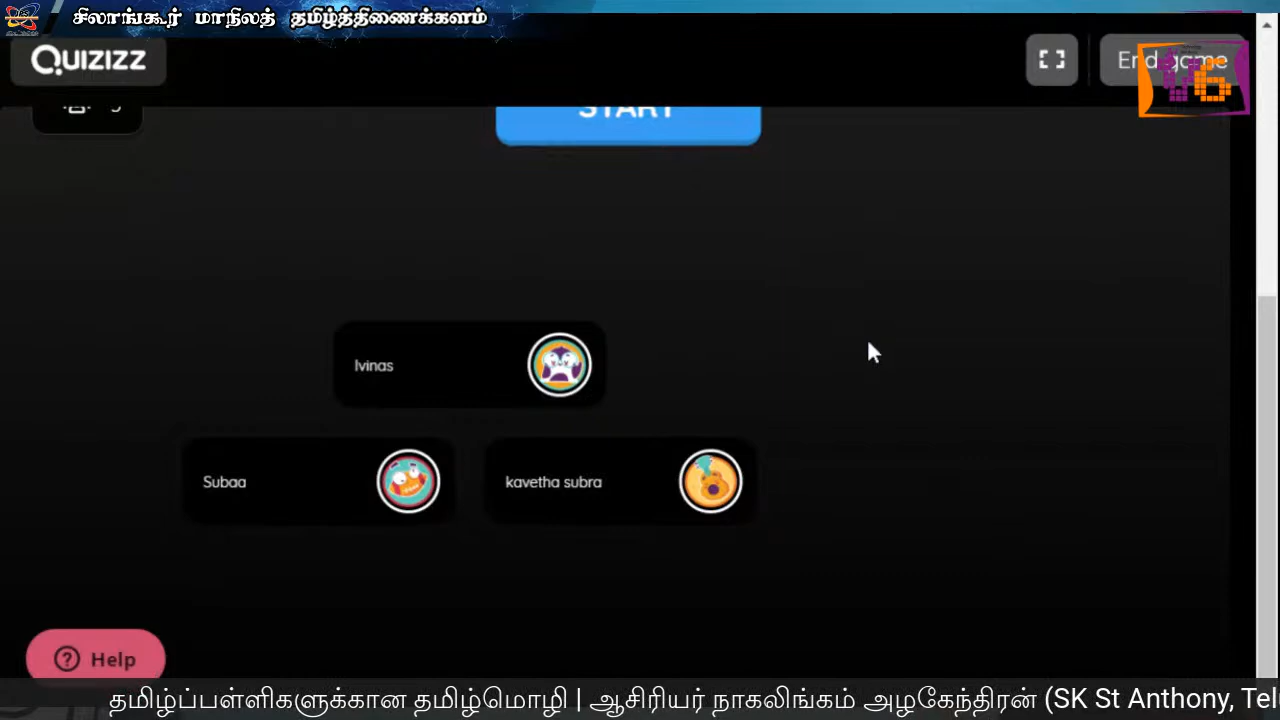 சிலாங்கூர் மாநிலத் தமிழ்த்திணைக்களம்
Quizizz
End game
V6
START
Ivinas
Subaa
kavetha subra
Help
தமிழ்ப்பள்ளிகளுக்கான தமிழ்மொழி | ஆசிரியர் நாகலிங்கம் அழகேந்திரன் (SK St Anthony, Tel